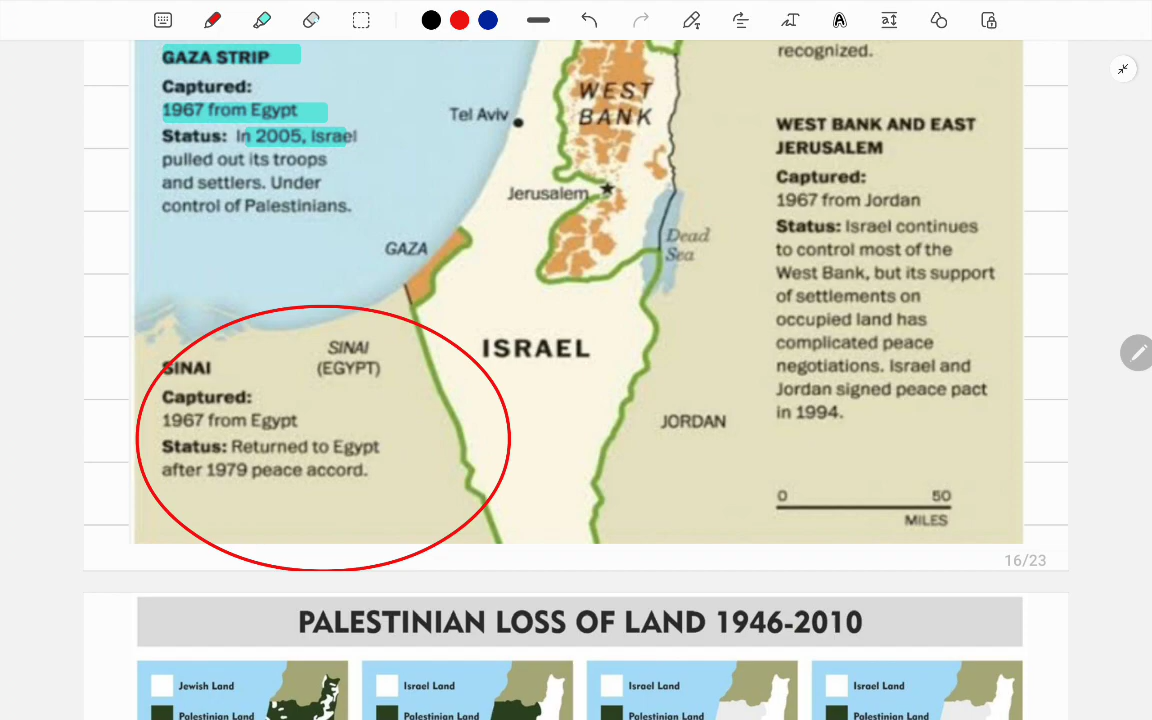 GAZA STRIP
Captured:
1967 from Egypt
Status: In 2005, Israel
pulled out its troops
and settlers. Under
control of Palestinians.
Tel Aviv
WEST
BANK
Jerusalem
GAZA
Dead
Sea
ISRAEL
JORDAN
SINAI
(EGYPT)
SINAI
Captured:
1967 from Egypt
Status: Returned to Egypt
after 1979 peace accord.
recognized.
WEST BANK AND EAST
JERUSALEM
Captured:
1967 from Jordan
Status: Israel continues
to control most of the
West Bank, but its support
of settlements on
occupied land has
complicated peace
negotiations. Israel and
Jordan signed peace pact
in 1994.
0 50
MILES
16/23
PALESTINIAN LOSS OF LAND 1946-2010
Jewish Land
Palestinian Land
Israel Land
Palestinian Land
Israel Land
Palestinian Land
Israel Land
Palestinian Land